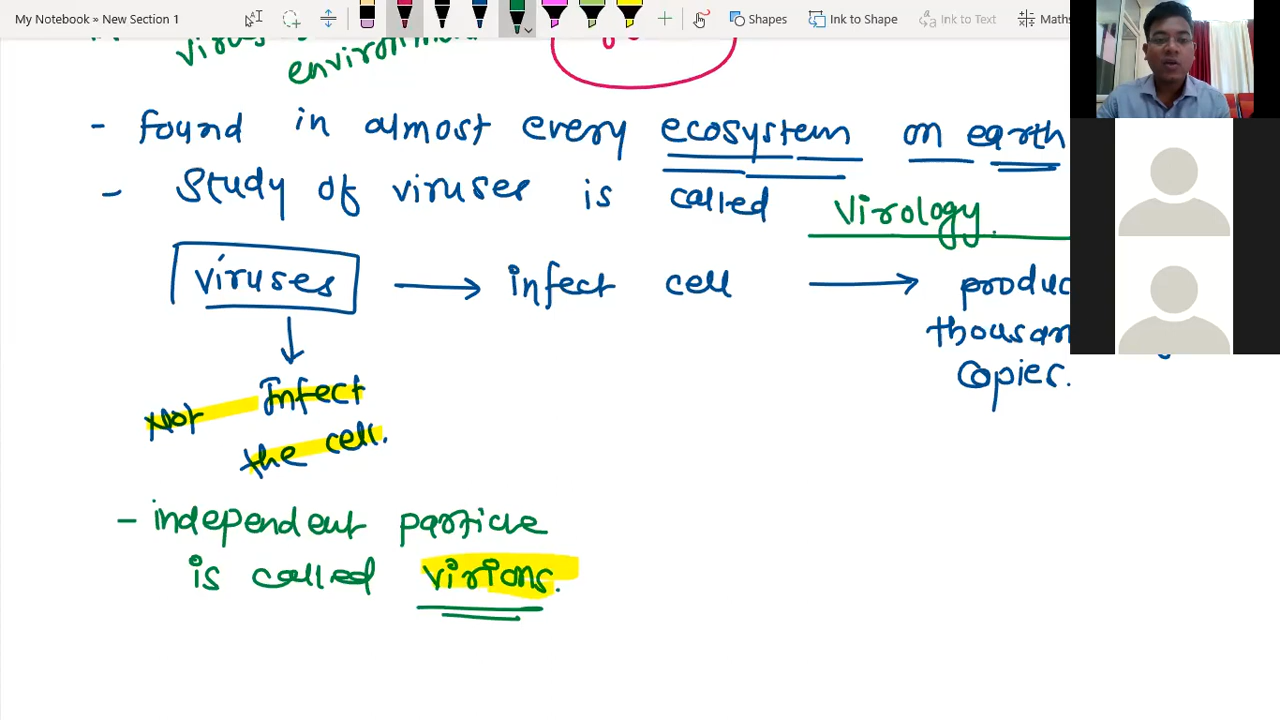 My Notebook » New Section 1
Shapes
Ink to Shape
Ink to Text
Maths
virus
environment
- found in almost every ecosystem on earth
- Study of viruses is called Virology.
viruses → infect cell → produc
thousan
copies.
Not Infect
the cell.
- independent particle
is called virions.